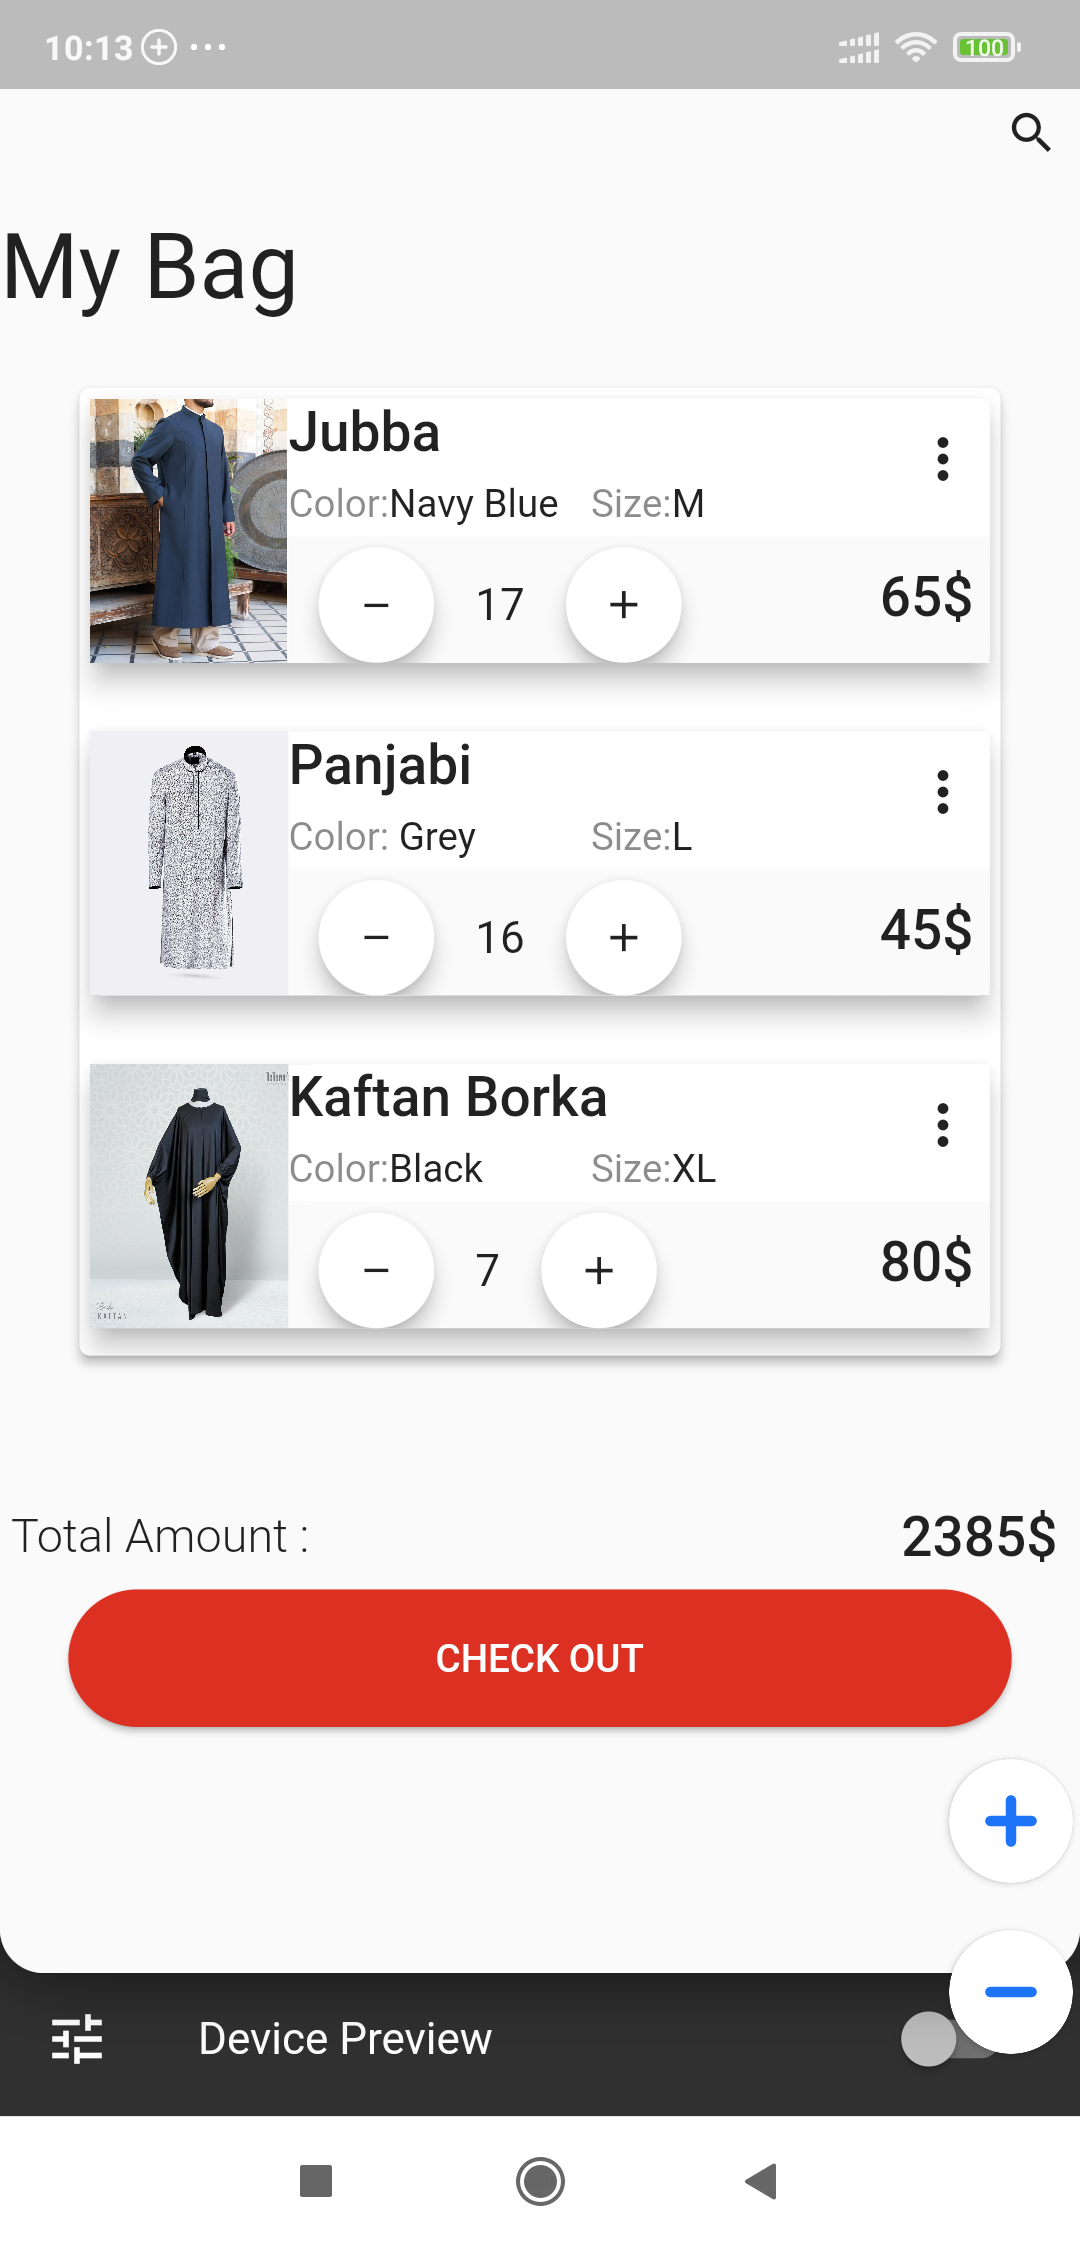 10:13
100
My Bag
Jubba
Color:Navy Blue Size:M
17
65$
Panjabi
Color: Grey Size:L
16
45$
Kaftan Borka
Color:Black Size:XL
7
80$
KAFTAN
Total Amount :
2385$
CHECK OUT
Device Preview